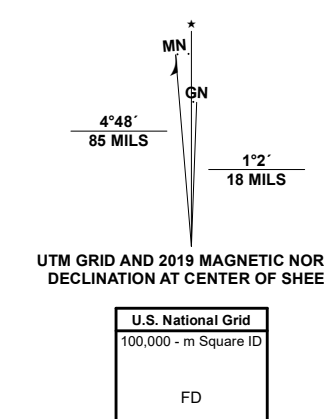 ★
MN
GN
4°48´
85 MILS
1°2´
18 MILS
UTM GRID AND 2019 MAGNETIC NOR
DECLINATION AT CENTER OF SHEE
U.S. National Grid
100,000 - m Square ID
FD